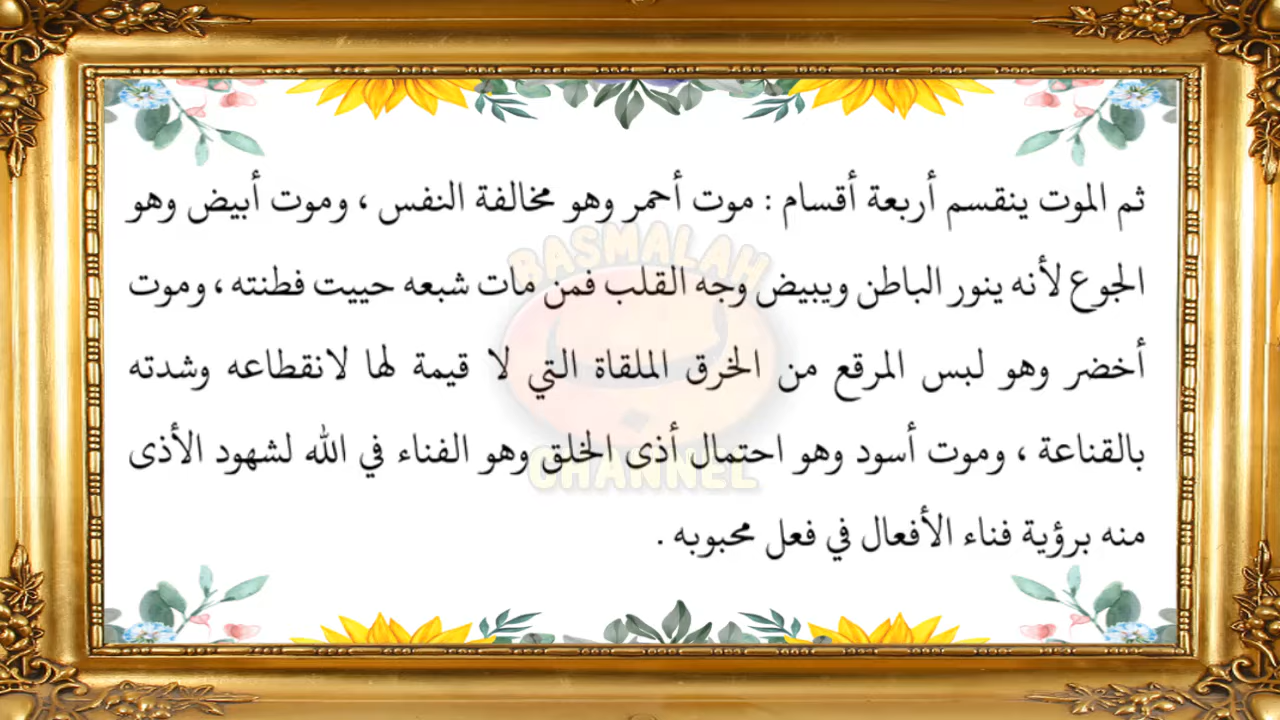 ثم الموت ينقسم أربعة أقسام : موت أحمر وهو مخالفة النفس ، وموت أبيض وهو
الجوع لأنه ينور الباطن ويبيض وجه القلب فمن مات شبعه حييت فطنته ، وموت
أخضر وهو لبس المرقع من الخرق الملقاة التي لا قيمة لها لانقطاعه وشدته
بالقناعة ، وموت أسود وهو احتمال أذى الخلق وهو الفناء في الله لشهود الأذى
منه برؤية فناء الأفعال في فعل محبوبه .
BASMALAH
ب
CHANNEL